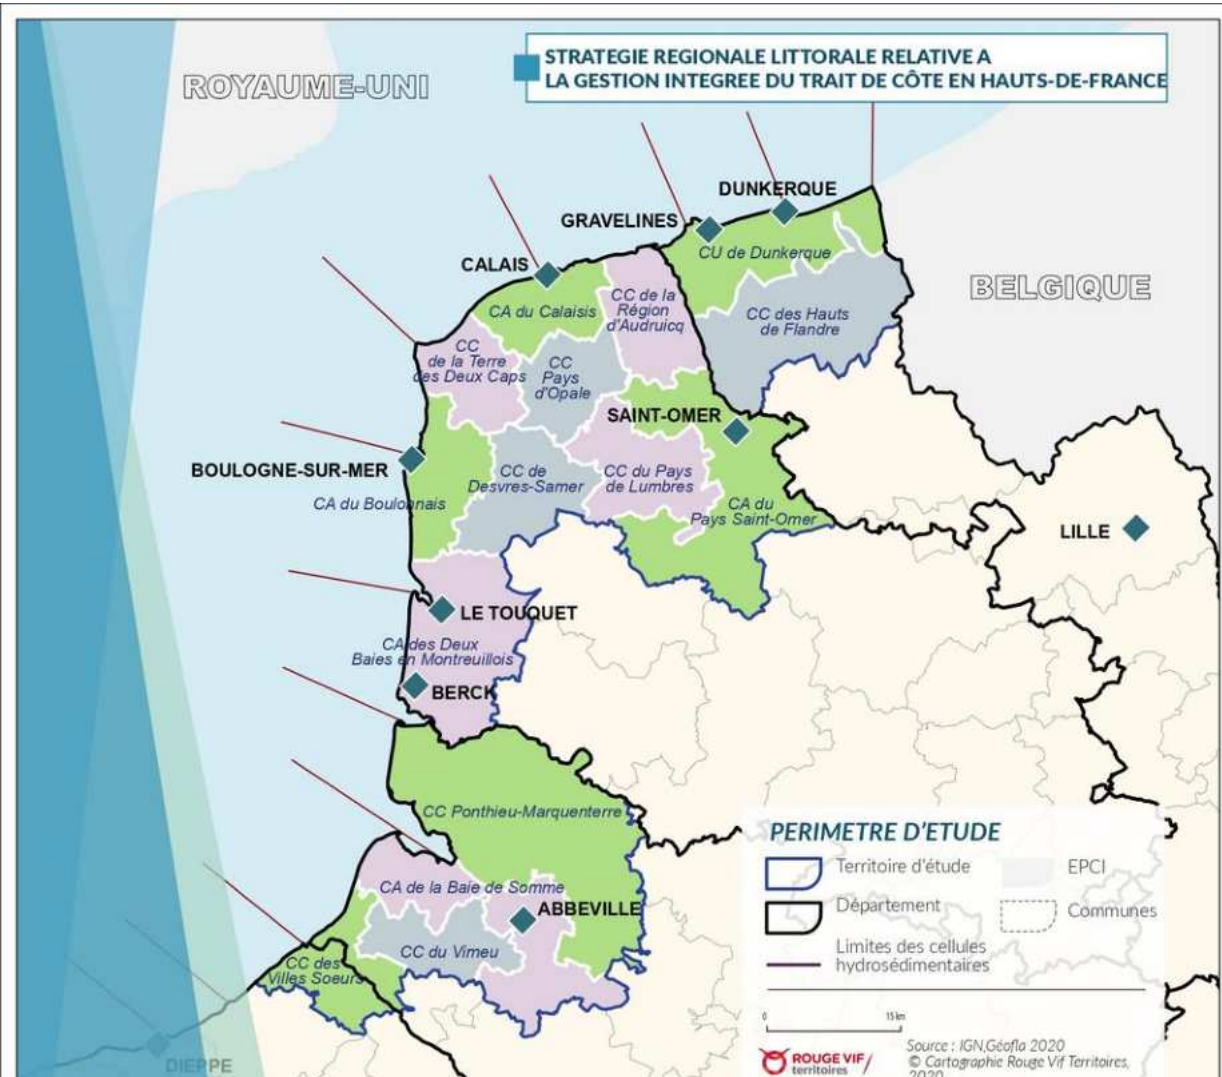 STRATEGIE REGIONALE LITTORALE RELATIVE A
LA GESTION INTEGREE DU TRAIT DE CÔTE EN HAUTS-DE-FRANCE
ROYAUME-UNI
DUNKERQUE
GRAVELINES
CU de Dunkerque
CALAIS
BELGIQUE
CC de la
Région
d'Audruicq
CA du Calaisis
CC des Hauts
de Flandre
CC
de la Terre
des Deux Caps
CC
Pays
d'Opale
SAINT-OMER
BOULOGNE-SUR-MER
CC de
Desvres-Samer
CC du Pays
de Lumbres
CA du Boulonnais
CA du
Pays Saint-Omer
LILLE
LE TOUQUET
CA des Deux
Baies en Montreuillois
BERCK
CC Ponthieu-Marquenterre
CA de la Baie de Somme
ABBEVILLE
CC du Vimeu
CC des
Villes Soeurs
DIEPPE
PERIMETRE D'ETUDE
Territoire d'étude
EPCI
Département
Communes
Limites des cellules
hydrosédimentaires
0 15 km
ROUGE VIF
territoires
Source : IGN,Géofla 2020
© Cartographie Rouge Vif Territoires,
2020